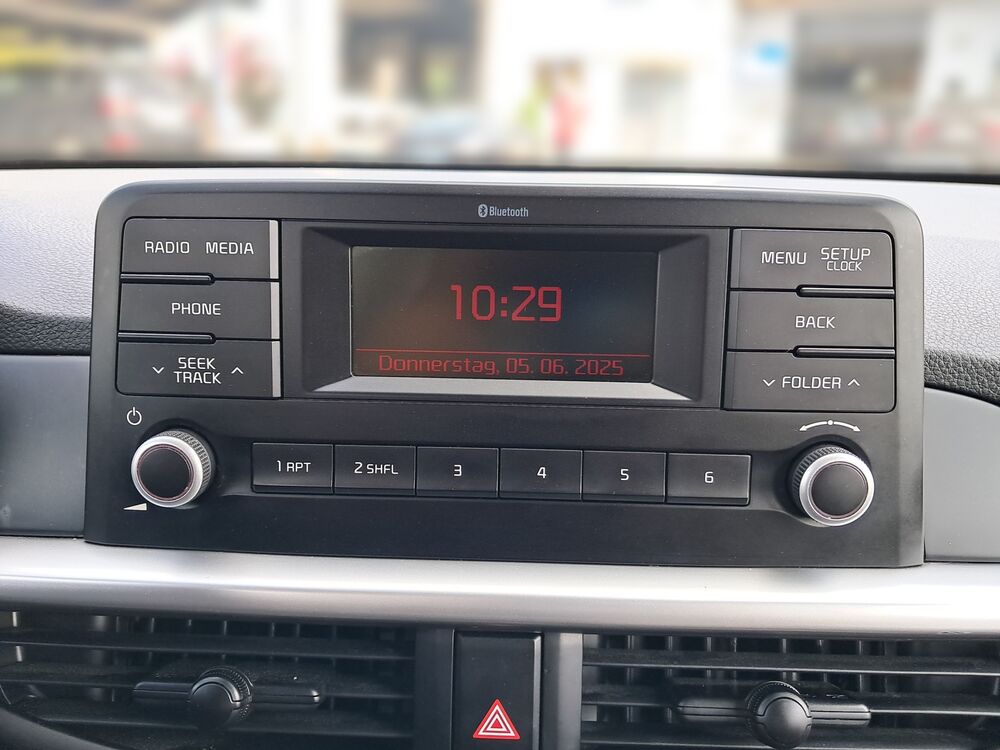 Bluetooth
RADIO MEDIA
PHONE
SEEK
TRACK
10:29
Donnerstag, 05. 06. 2025
MENU SETUP
CLOCK
BACK
FOLDER
1 RPT 2 SHFL 3 4 5 6